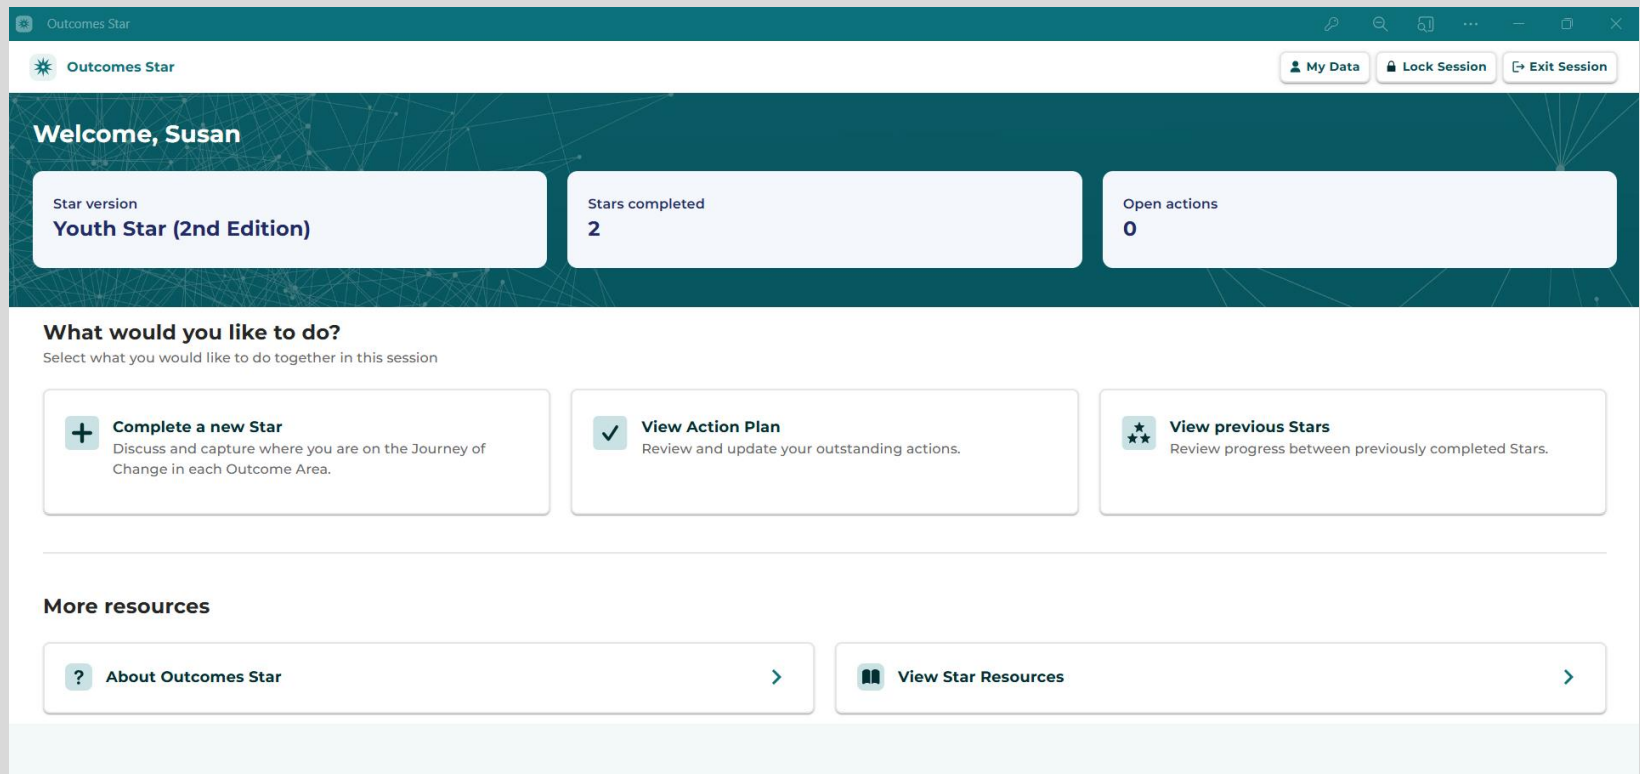 Outcomes Star
Outcomes Star
My Data
Lock Session
Exit Session
Welcome, Susan
Star version
Youth Star (2nd Edition)
Stars completed
2
Open actions
0
What would you like to do?
Select what you would like to do together in this session
Complete a new Star
Discuss and capture where you are on the Journey of
Change in each Outcome Area.
View Action Plan
Review and update your outstanding actions.
View previous Stars
Review progress between previously completed Stars.
More resources
About Outcomes Star
View Star Resources